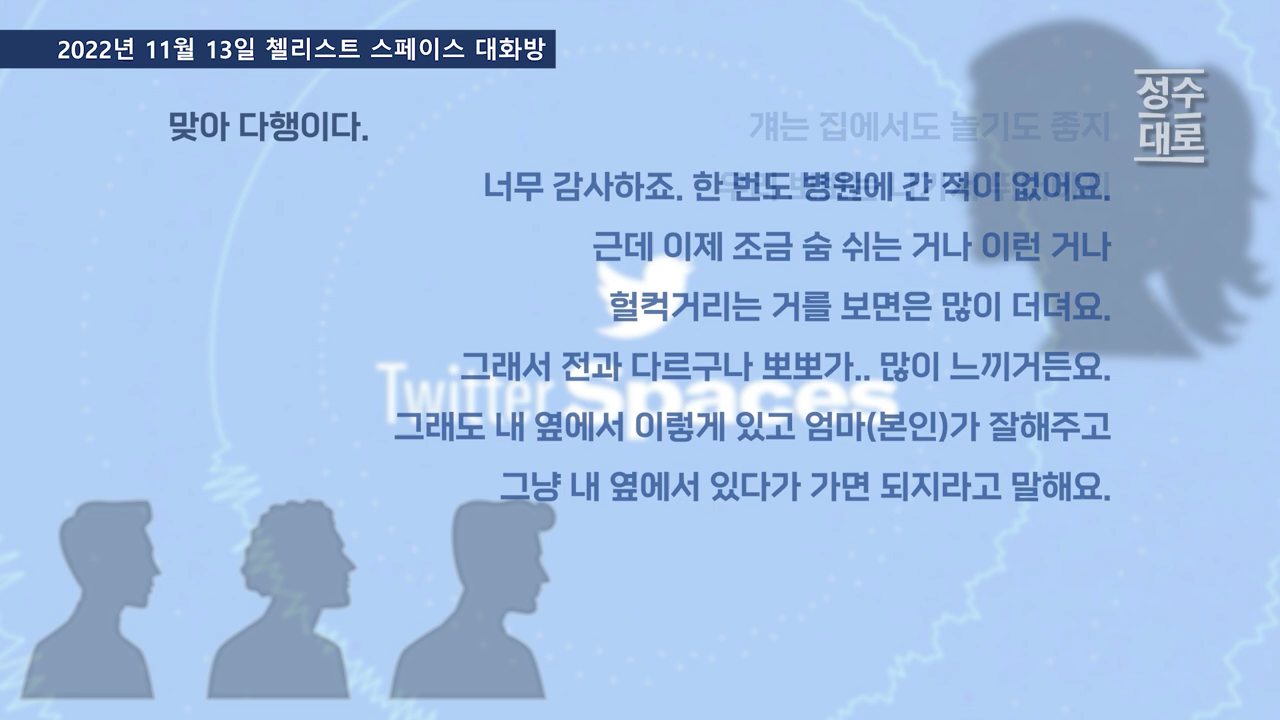 2022년 11월 13일 첼리스트 스페이스 대화방
성수
대로
맞아 다행이다.
걔는 집에서도 놀기도 좋지
너무 감사하죠. 한 번도 병원에 간 적이 없어요.
근데 이제 조금 숨 쉬는 거나 이런 거나
헐컥거리는 거를 보면은 많이 더뎌요.
그래서 전과 다르구나 뽀뽀가.. 많이 느끼거든요.
그래도 내 옆에서 이렇게 있고 엄마(본인)가 잘해주고
그냥 내 옆에서 있다가 가면 되지라고 말해요.
Twitter Spaces